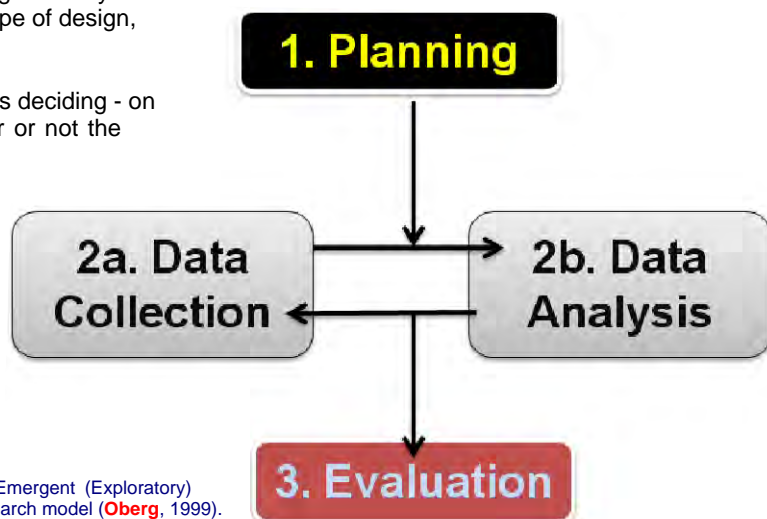 pe of design,
1. Planning
s deciding - on
or not the
2a. Data
Collection
2b. Data
Analysis
3. Evaluation
Emergent (Exploratory)
arch model (Oberg, 1999).